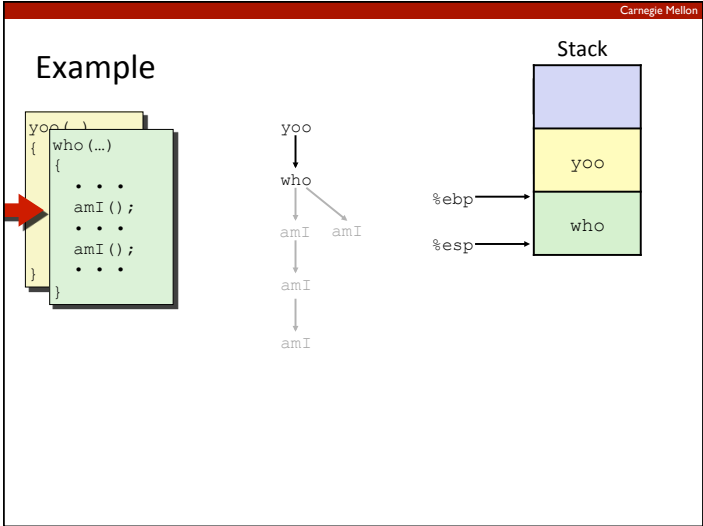 Carnegie Mellon
Example
Stack
yoo(…)
{
}
who(…)
{
• • •
amI();
• • •
amI();
• • •
}
yoo
who
amI amI
amI
amI
%ebp
%esp
yoo
who